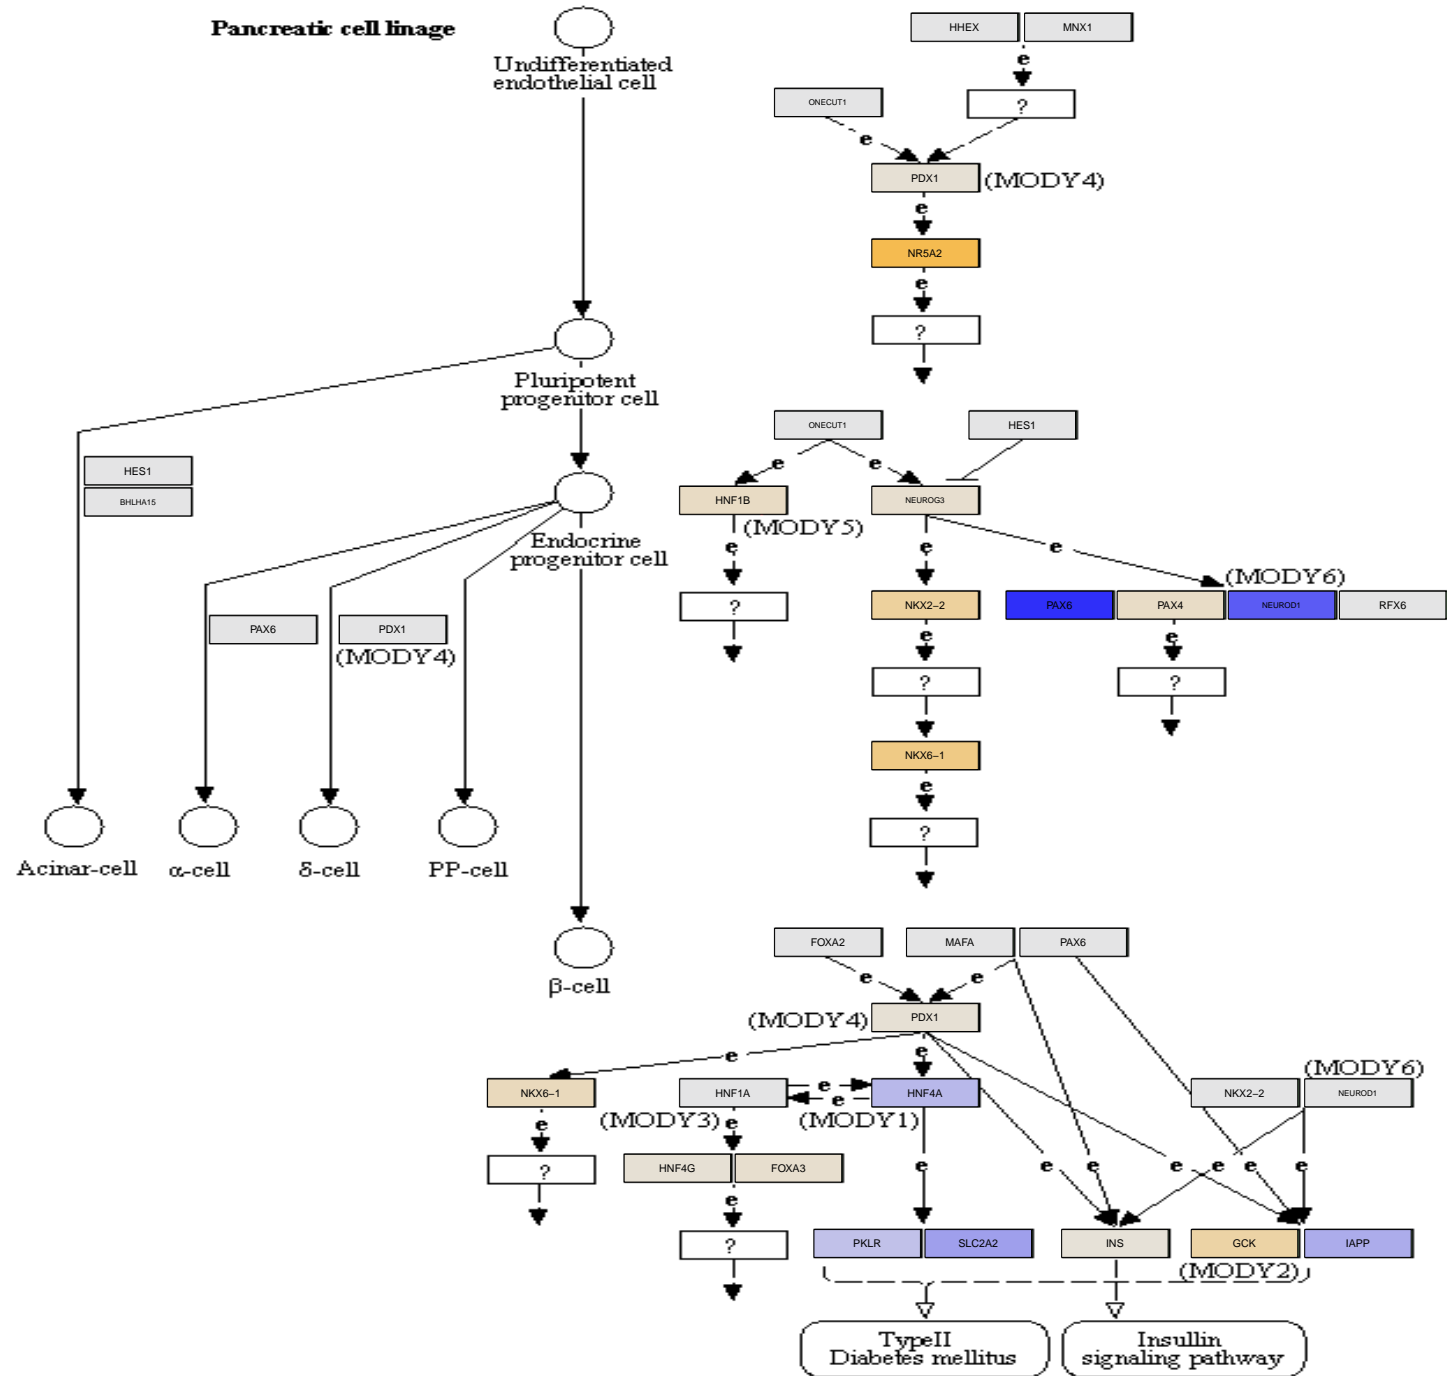 Pancreatic cell linage
HHEX MNX1
Undifferentiated
endothelial cell
e
ONECUT1 ?
e
PDX1 (MODY4)
e
NR5A2
e
?
Pluripotent
progenitor cell
ONECUT1 HES1
HES1
BHLHA15
e e
HNF1B NEUROG3
(MODY5)
Endocrine
progenitor cell
e e e
(MODY6)
? NKX2-2 PAX6 PAX4 NEUROD1 RFX6
PAX6 PDX1
(MODY4)
e e
? ?
NKX6-1
e
?
Acinar-cell α-cell δ-cell PP-cell
FOXA2 MAFA PAX6
β-cell
e e
(MODY4) PDX1
e e
(MODY6)
NKX6-1 HNF1A e HNF4A NKX2-2 NEUROD1
e
(MODY3) (MODY1)
e e
? HNF4G FOXA3 e e e e e e e
e
? PKLR SLC2A2 INS GCK IAPP
(MODY2)
TypeII
Diabetes mellitus
Insullin
signaling pathway